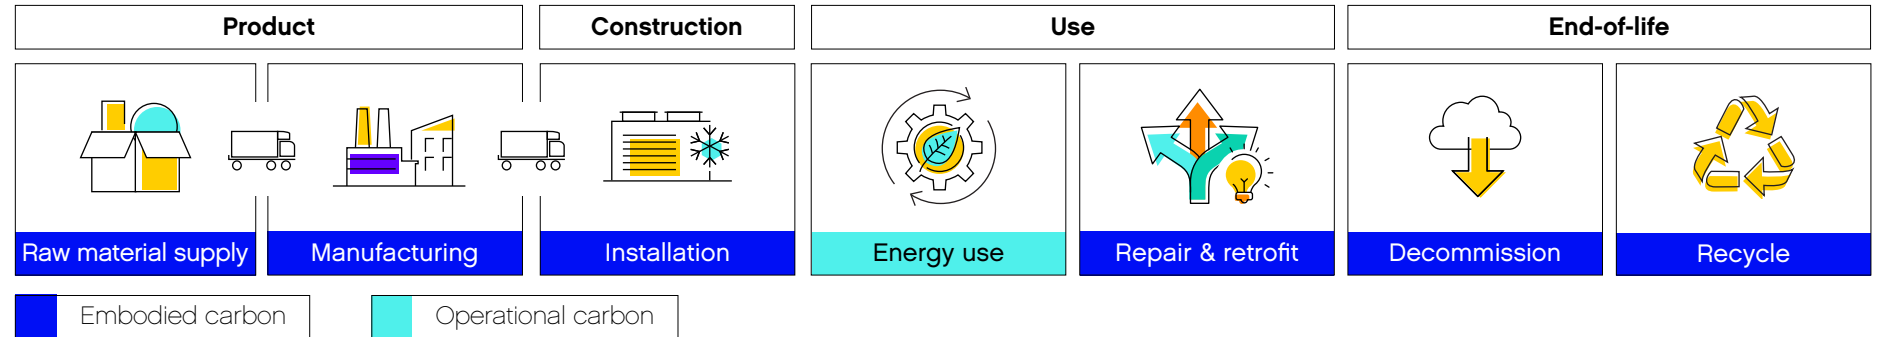 Product
Construction
Use
End-of-life
Raw material supply
Manufacturing
Installation
Energy use
Repair & retrofit
Decommission
Recycle
Embodied carbon
Operational carbon